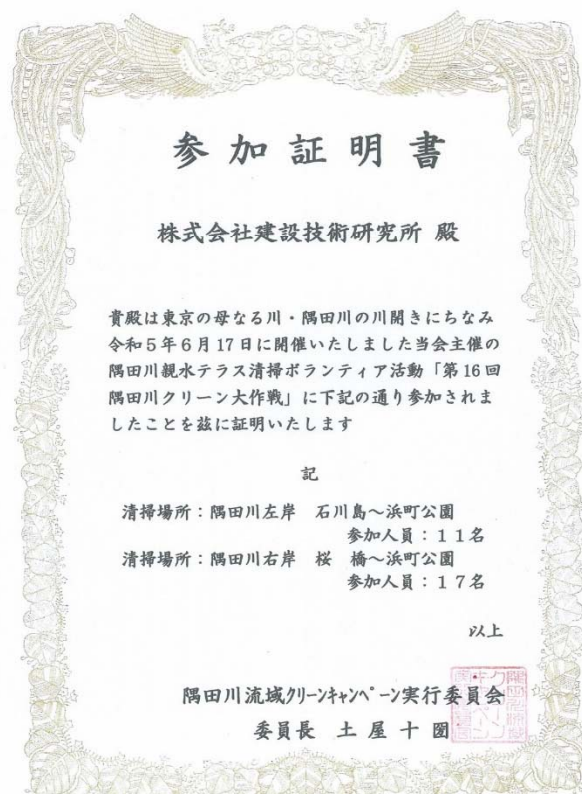 参加証明書
株式会社建設技術研究所 殿
貴殿は東京の母なる川・隅田川の川開きにちなみ
令和5年6月17日に開催いたしました当会主催の
隅田川親水テラス清掃ボランティア活動「第16回
隅田川クリーン大作戦」に下記の通り参加されま
したことを茲に証明いたします
記
清掃場所：隅田川左岸 石川島～浜町公園
参加人員：11名
清掃場所：隅田川右岸 桜 橋～浜町公園
参加人員：17名
以上
隅田川流域クリーンキャンペーン実行委員会
委員長 土屋十圀